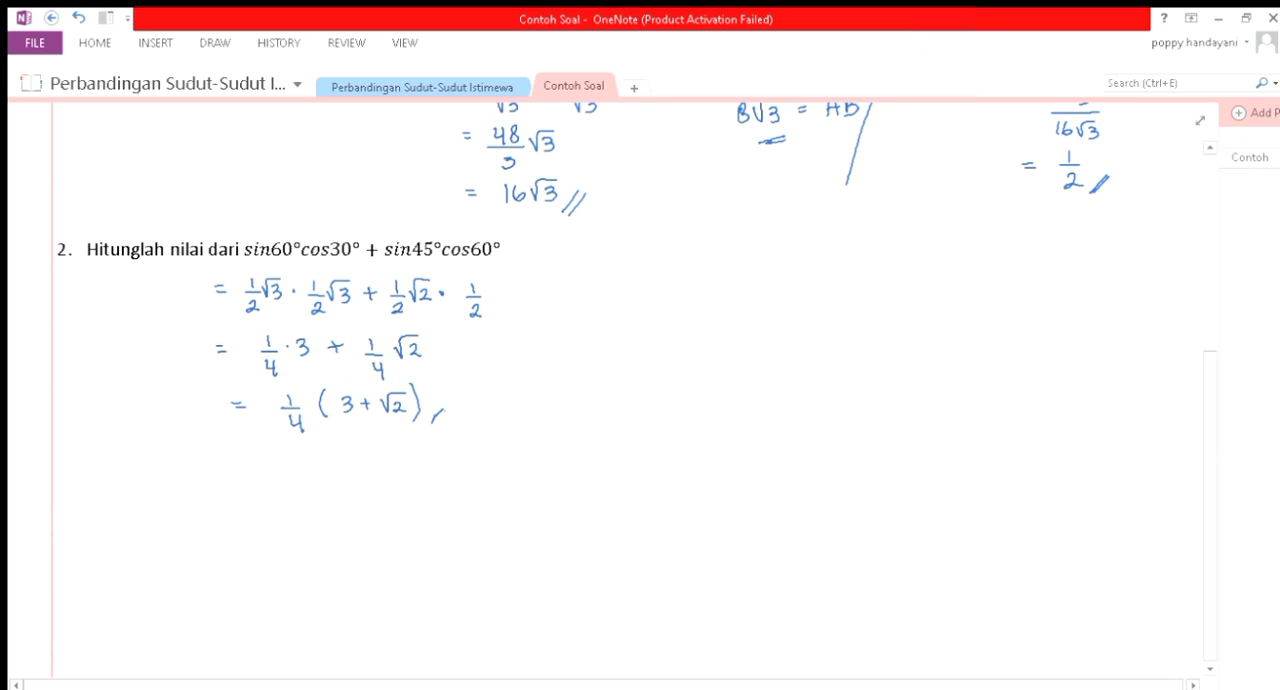 Contoh Soal - OneNote (Product Activation Failed)
FILE HOME INSERT DRAW HISTORY REVIEW VIEW
poppy handayani
Perbandingan Sudut-Sudut I...
Perbandingan Sudut-Sudut Istimewa
Contoh Soal
Search (Ctrl+E)
Add P
Contoh
√3 √3
= 48/3 √3
= 16√3 //
8√3 = AB
16√3
= 1/2
2. Hitunglah nilai dari sin60°cos30° + sin45°cos60°
= 1/2 √3 · 1/2 √3 + 1/2 √2 · 1/2
= 1/4 · 3 + 1/4 √2
= 1/4 ( 3 + √2 )